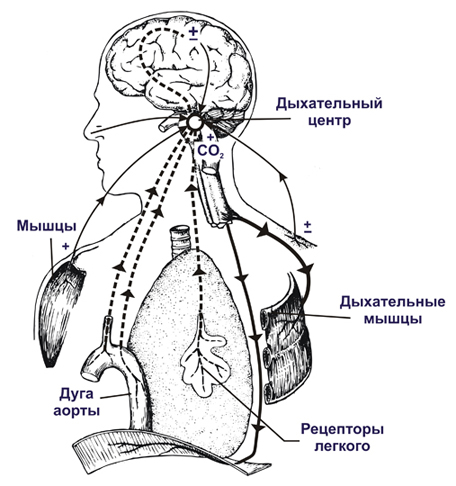 ±
Дыхательный
центр
+
CO₂
Мышцы
+
±
Дыхательные
мышцы
Дуга
аорты
Рецепторы
легкого